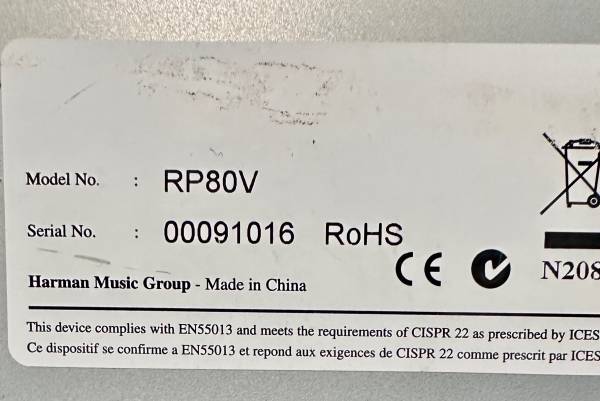 Model No. : RP80V
Serial No. : 00091016 RoHS
CE
N208
Harman Music Group - Made in China
This device complies with EN55013 and meets the requirements of CISPR 22 as prescribed by ICES
Ce dispositif se confirme a EN55013 et repond aux exigences de CISPR 22 comme prescrit par ICES